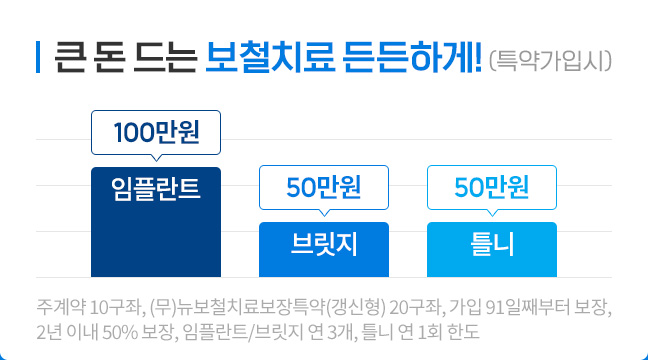 큰 돈 드는 보철치료 든든하게! (특약가입시)
100만원
임플란트
50만원
브릿지
50만원
틀니
주계약 10구좌, (무)뉴보철치료보장특약(갱신형) 20구좌, 가입 91일째부터 보장,
2년 이내 50% 보장, 임플란트/브릿지 연 3개, 틀니 연 1회 한도